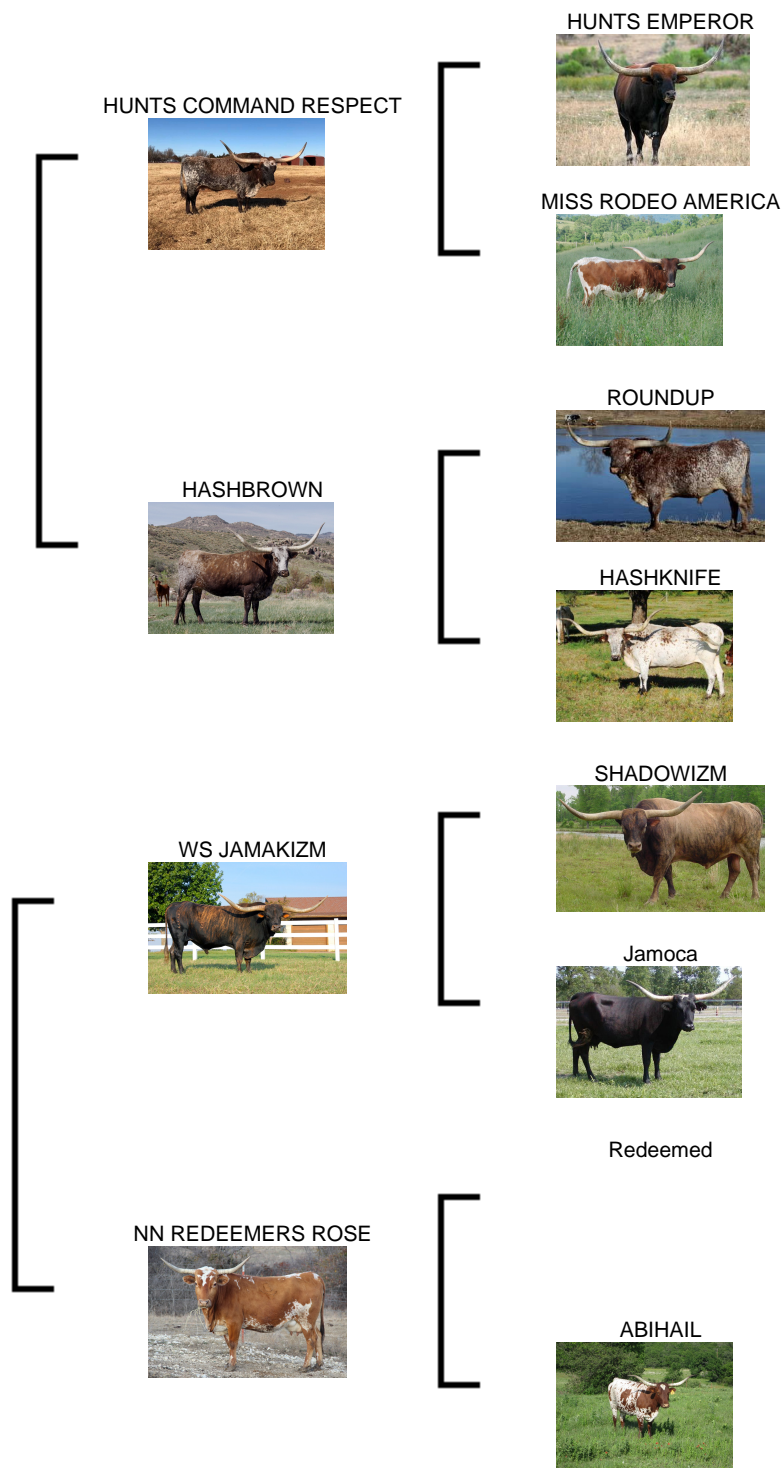 HUNTS EMPEROR
HUNTS COMMAND RESPECT
MISS RODEO AMERICA
ROUNDUP
HASHBROWN
HASHKNIFE
SHADOWIZM
WS JAMAKIZM
Jamoca
Redeemed
NN REDEEMERS ROSE
ABIHAIL